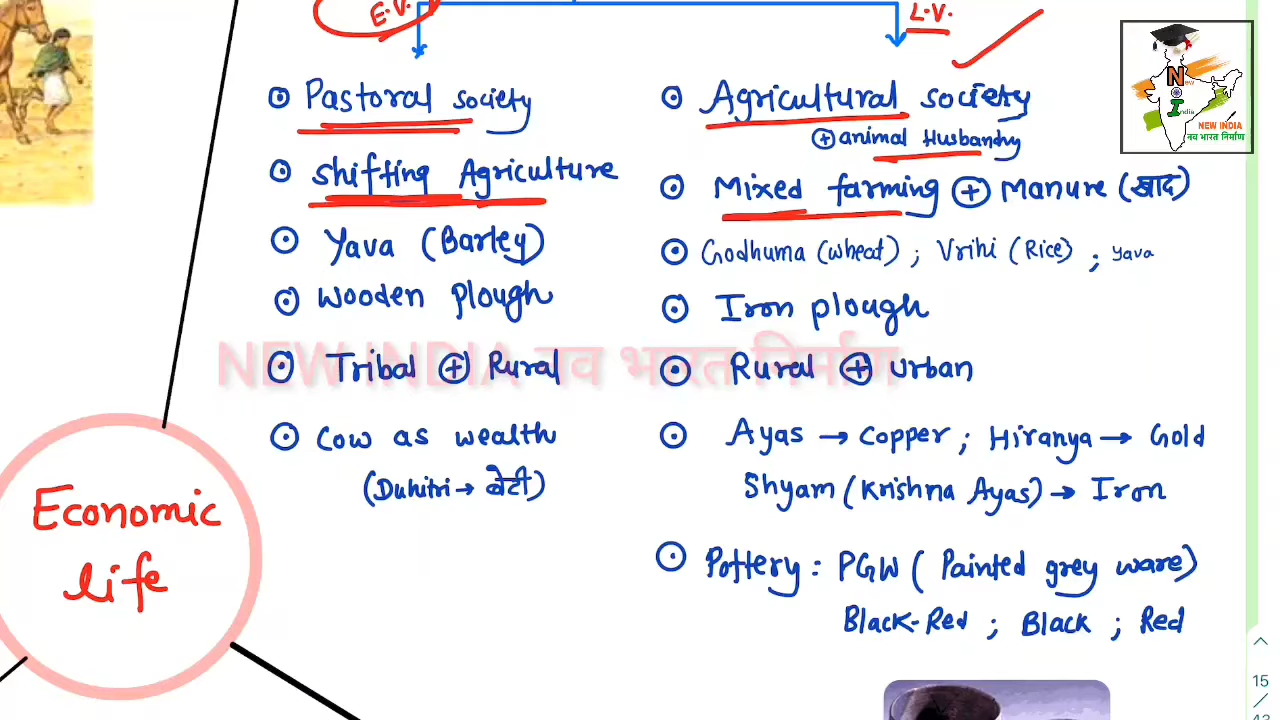 E.V.
L.V.
Pastoral society
Shifting Agriculture
Yava (Barley)
Wooden plough
Tribal + Rural
Cow as wealth
(Duhitri → बेटी)
Agricultural society
+ animal Husbandry
Mixed farming + Manure (खाद)
Godhuma (wheat) ; Vrihi (Rice) ; Yava
Iron plough
Rural + urban
Ayas → Copper ; Hiranya → Gold
Shyam (Krishna Ayas) → Iron
Pottery : PGW ( Painted grey ware)
Black-Red ; Black ; Red
Economic
life
NEW INDIA नव भारत निर्माण
N
I
India
NEW INDIA
नव भारत निर्माण
15
/
43